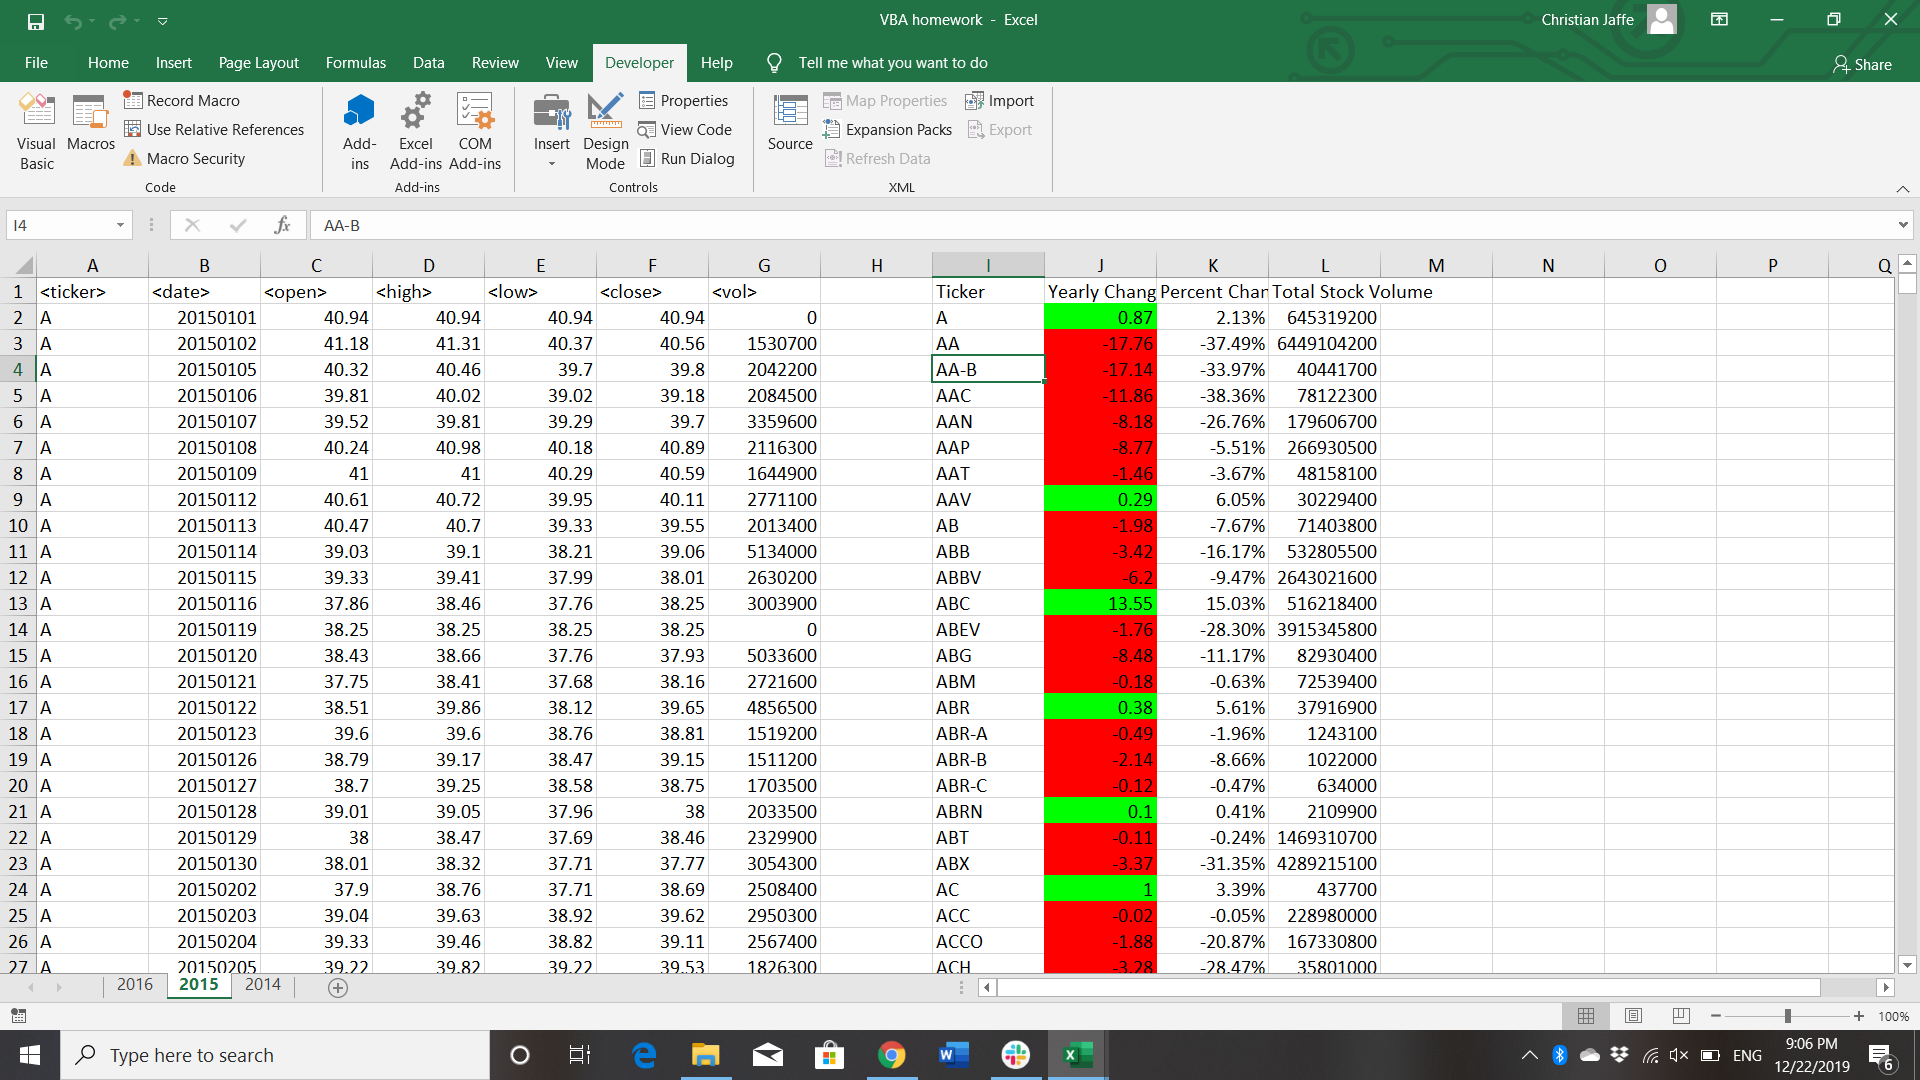 VBA homework - Excel
Christian Jaffe
File Home Insert Page Layout Formulas Data Review View Developer Help Tell me what you want to do
Share
Visual Basic
Macros
Record Macro
Use Relative References
Macro Security
Code
Add-ins
Excel Add-ins
COM Add-ins
Add-ins
Insert
Design Mode
Properties
View Code
Run Dialog
Controls
Source
Map Properties
Expansion Packs
Refresh Data
Import
Export
XML
I4 fx AA-B
A B C D E F G H I J K L M N O P Q
1 <ticker> <date> <open> <high> <low> <close> <vol> Ticker Yearly Chang Percent Char Total Stock Volume
2 A 20150101 40.94 40.94 40.94 40.94 0 A 0.87 2.13% 645319200
3 A 20150102 41.18 41.31 40.37 40.56 1530700 AA -17.76 -37.49% 6449104200
4 A 20150105 40.32 40.46 39.7 39.8 2042200 AA-B -17.14 -33.97% 40441700
5 A 20150106 39.81 40.02 39.02 39.18 2084500 AAC -11.86 -38.36% 78122300
6 A 20150107 39.52 39.81 39.29 39.7 3359600 AAN -8.18 -26.76% 179606700
7 A 20150108 40.24 40.98 40.18 40.89 2116300 AAP -8.77 -5.51% 266930500
8 A 20150109 41 41 40.29 40.59 1644900 AAT -1.46 -3.67% 48158100
9 A 20150112 40.61 40.72 39.95 40.11 2771100 AAV 0.29 6.05% 30229400
10 A 20150113 40.47 40.7 39.33 39.55 2013400 AB -1.98 -7.67% 71403800
11 A 20150114 39.03 39.1 38.21 39.06 5134000 ABB -3.42 -16.17% 532805500
12 A 20150115 39.33 39.41 37.99 38.01 2630200 ABBV -6.2 -9.47% 2643021600
13 A 20150116 37.86 38.46 37.76 38.25 3003900 ABC 13.55 15.03% 516218400
14 A 20150119 38.25 38.25 38.25 38.25 0 ABEV -1.76 -28.30% 3915345800
15 A 20150120 38.43 38.66 37.76 37.93 5033600 ABG -8.48 -11.17% 82930400
16 A 20150121 37.75 38.41 37.68 38.16 2721600 ABM -0.18 -0.63% 72539400
17 A 20150122 38.51 39.86 38.12 39.65 4856500 ABR 0.38 5.61% 37916900
18 A 20150123 39.6 39.6 38.76 38.81 1519200 ABR-A -0.49 -1.96% 1243100
19 A 20150126 38.79 39.17 38.47 39.15 1511200 ABR-B -2.14 -8.66% 1022000
20 A 20150127 38.7 39.25 38.58 38.75 1703500 ABR-C -0.12 -0.47% 634000
21 A 20150128 39.01 39.05 37.96 38 2033500 ABRN 0.1 0.41% 2109900
22 A 20150129 38 38.47 37.69 38.46 2329900 ABT -0.11 -0.24% 1469310700
23 A 20150130 38.01 38.32 37.71 37.77 3054300 ABX -3.37 -31.35% 4289215100
24 A 20150202 37.9 38.76 37.71 38.69 2508400 AC 1 3.39% 437700
25 A 20150203 39.04 39.63 38.92 39.62 2950300 ACC -0.02 -0.05% 228980000
26 A 20150204 39.33 39.46 38.82 39.11 2567400 ACCO -1.88 -20.87% 167330800
27 A 20150205 39.22 39.82 39.22 39.53 1826300 ACH -3.28 -28.47% 35801000
2016 2015 2014
100%
Type here to search
ENG
9:06 PM
12/22/2019
6